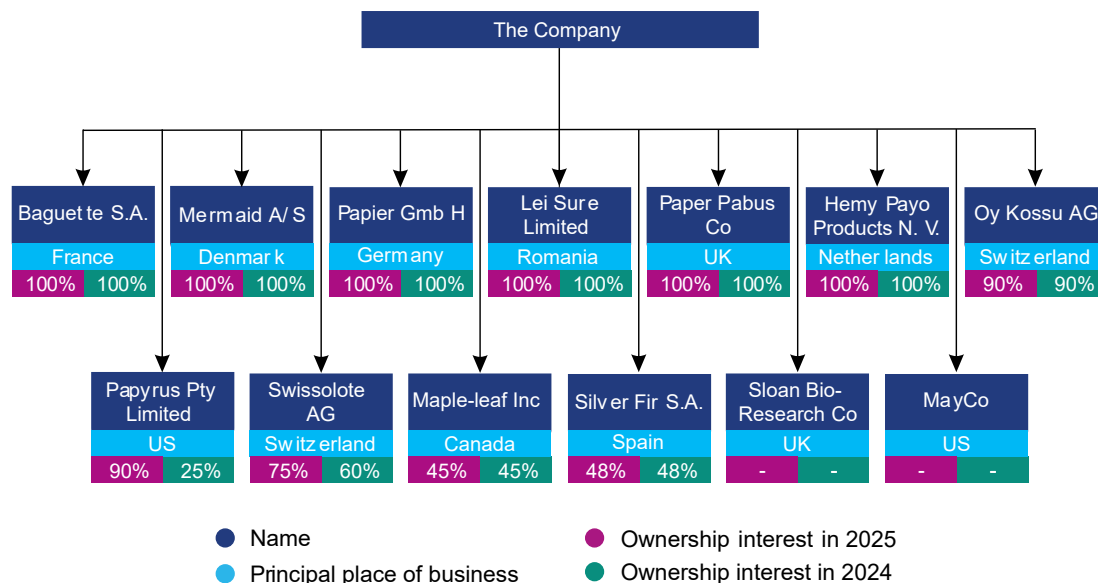 The Company
Baguette S.A.
France
100% 100%
Mermaid A/S
Denmark
100% 100%
Papier GmbH
Germany
100% 100%
Lei Sure
Limited
Romania
100% 100%
Paper Pabus
Co
UK
100% 100%
Hemy Payo
Products N. V.
Netherlands
100% 100%
Oy Kossu AG
Switzerland
90% 90%
Papyrus Pty
Limited
US
90% 25%
Swissolote
AG
Switzerland
75% 60%
Maple-leaf Inc
Canada
45% 45%
Silver Fir S.A.
Spain
48% 48%
Sloan Bio-
Research Co
UK
- -
MayCo
US
- -
Name
Principal place of business
Ownership interest in 2025
Ownership interest in 2024